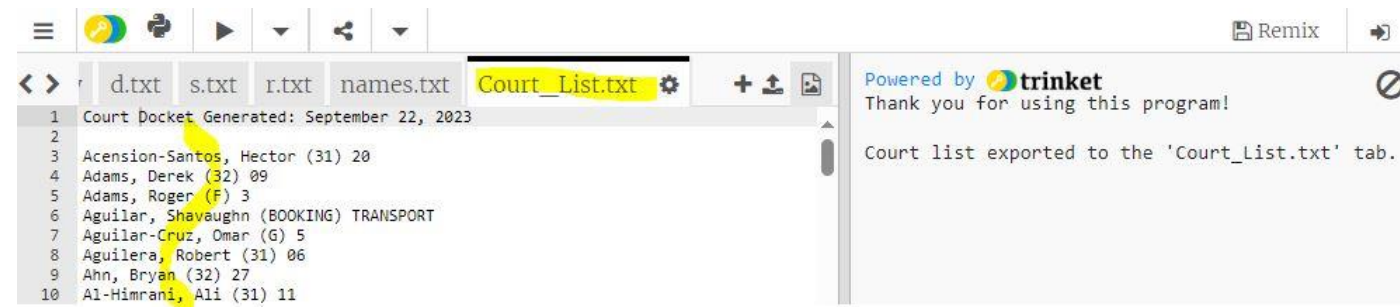 Remix
d.txt s.txt r.txt names.txt Court_List.txt
1 Court Docket Generated: September 22, 2023
2
3 Acension-Santos, Hector (31) 20
4 Adams, Derek (32) 09
5 Adams, Roger (F) 3
6 Aguilar, Shavaughn (BOOKING) TRANSPORT
7 Aguilar-Cruz, Omar (G) 5
8 Aguilera, Robert (31) 06
9 Ahn, Bryan (32) 27
10 Al-Himrani, Ali (31) 11
Powered by trinket
Thank you for using this program!
Court list exported to the 'Court_List.txt' tab.